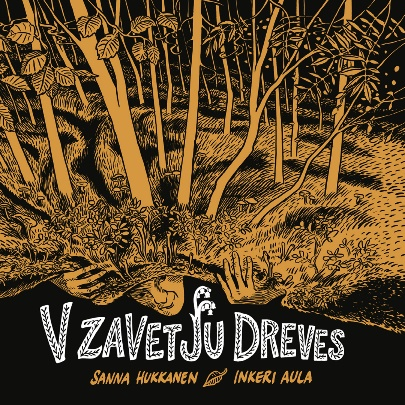 V ZAVETJU DREVES
SANNA HUKKANEN INKERI AULA